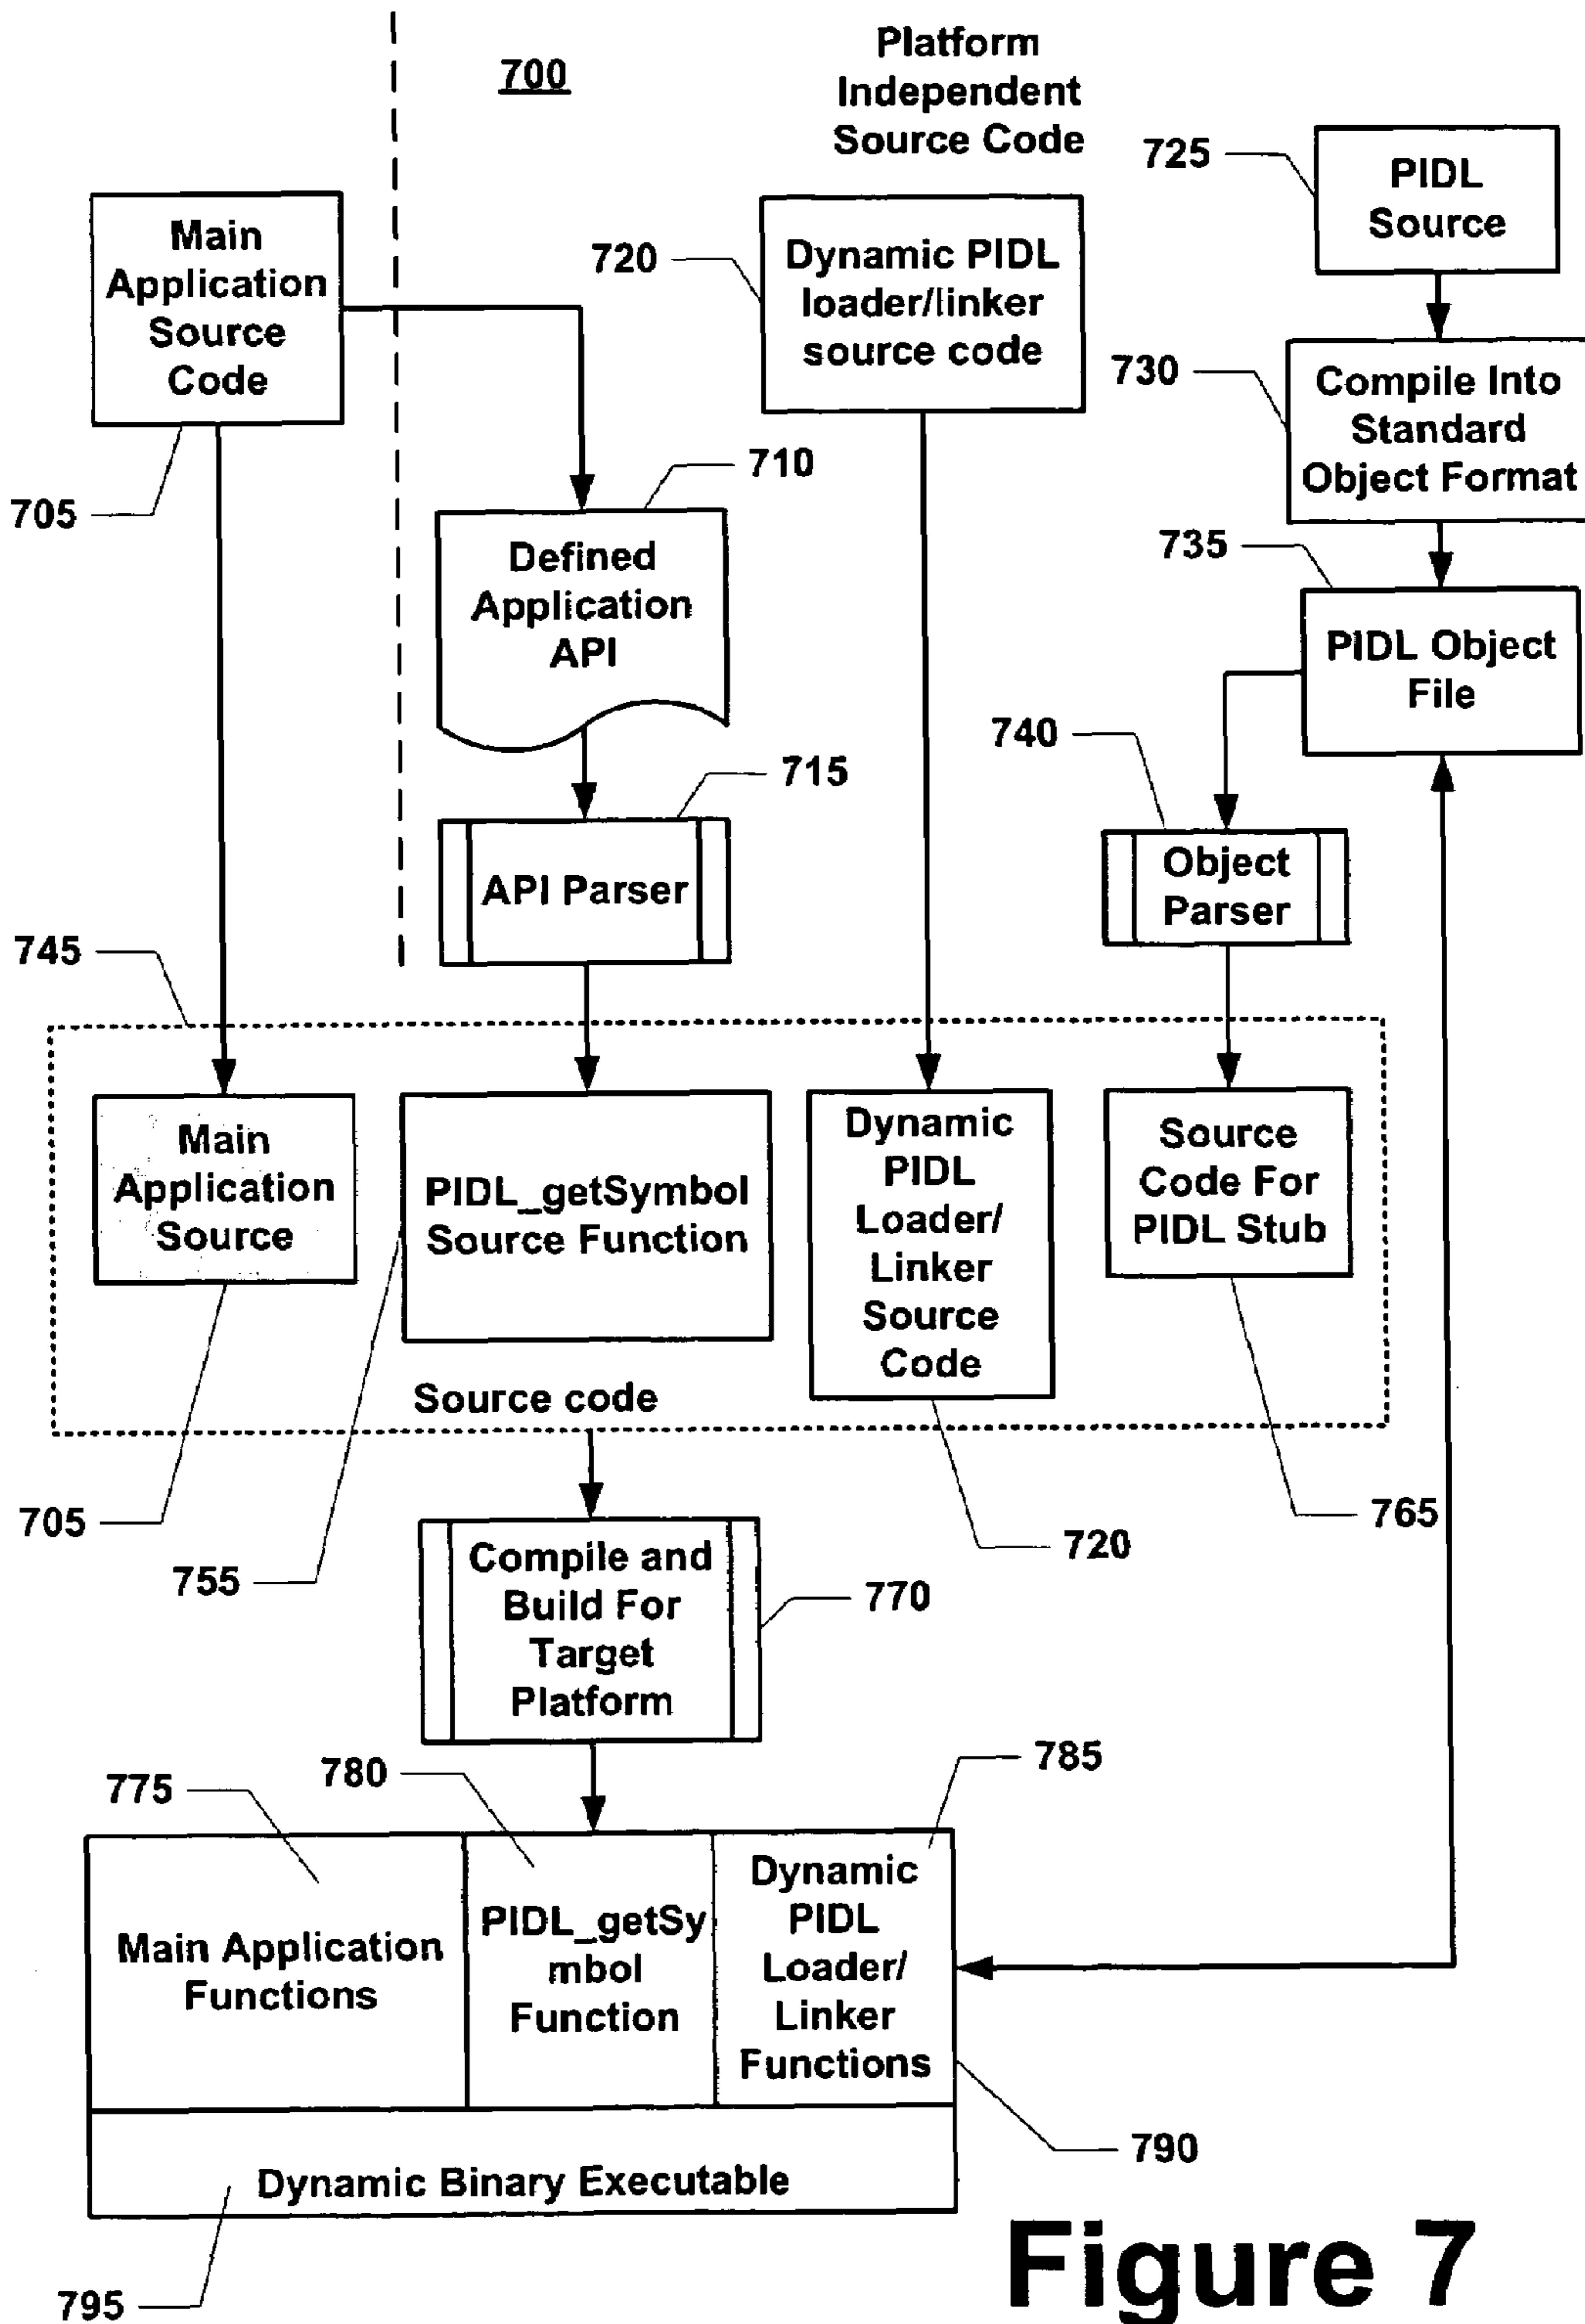 700
Platform
Independent
Source Code
725
PIDL
Source
Main
Application
Source
Code
720
Dynamic PIDL
loader/linker
source code
730
Compile Into
Standard
Object Format
705
710
Defined
Application
API
735
PIDL Object
File
740
715
API Parser
Object
Parser
745
Main
Application
Source
PIDL_getSymbol
Source Function
Dynamic
PIDL
Loader/
Linker
Source
Code
Source
Code For
PIDL Stub
Source code
705
755
720
765
Compile and
Build For
Target
Platform
770
775
780
785
Main Application
Functions
PIDL_getSy
mbol
Function
Dynamic
PIDL
Loader/
Linker
Functions
790
Dynamic Binary Executable
795
Figure 7